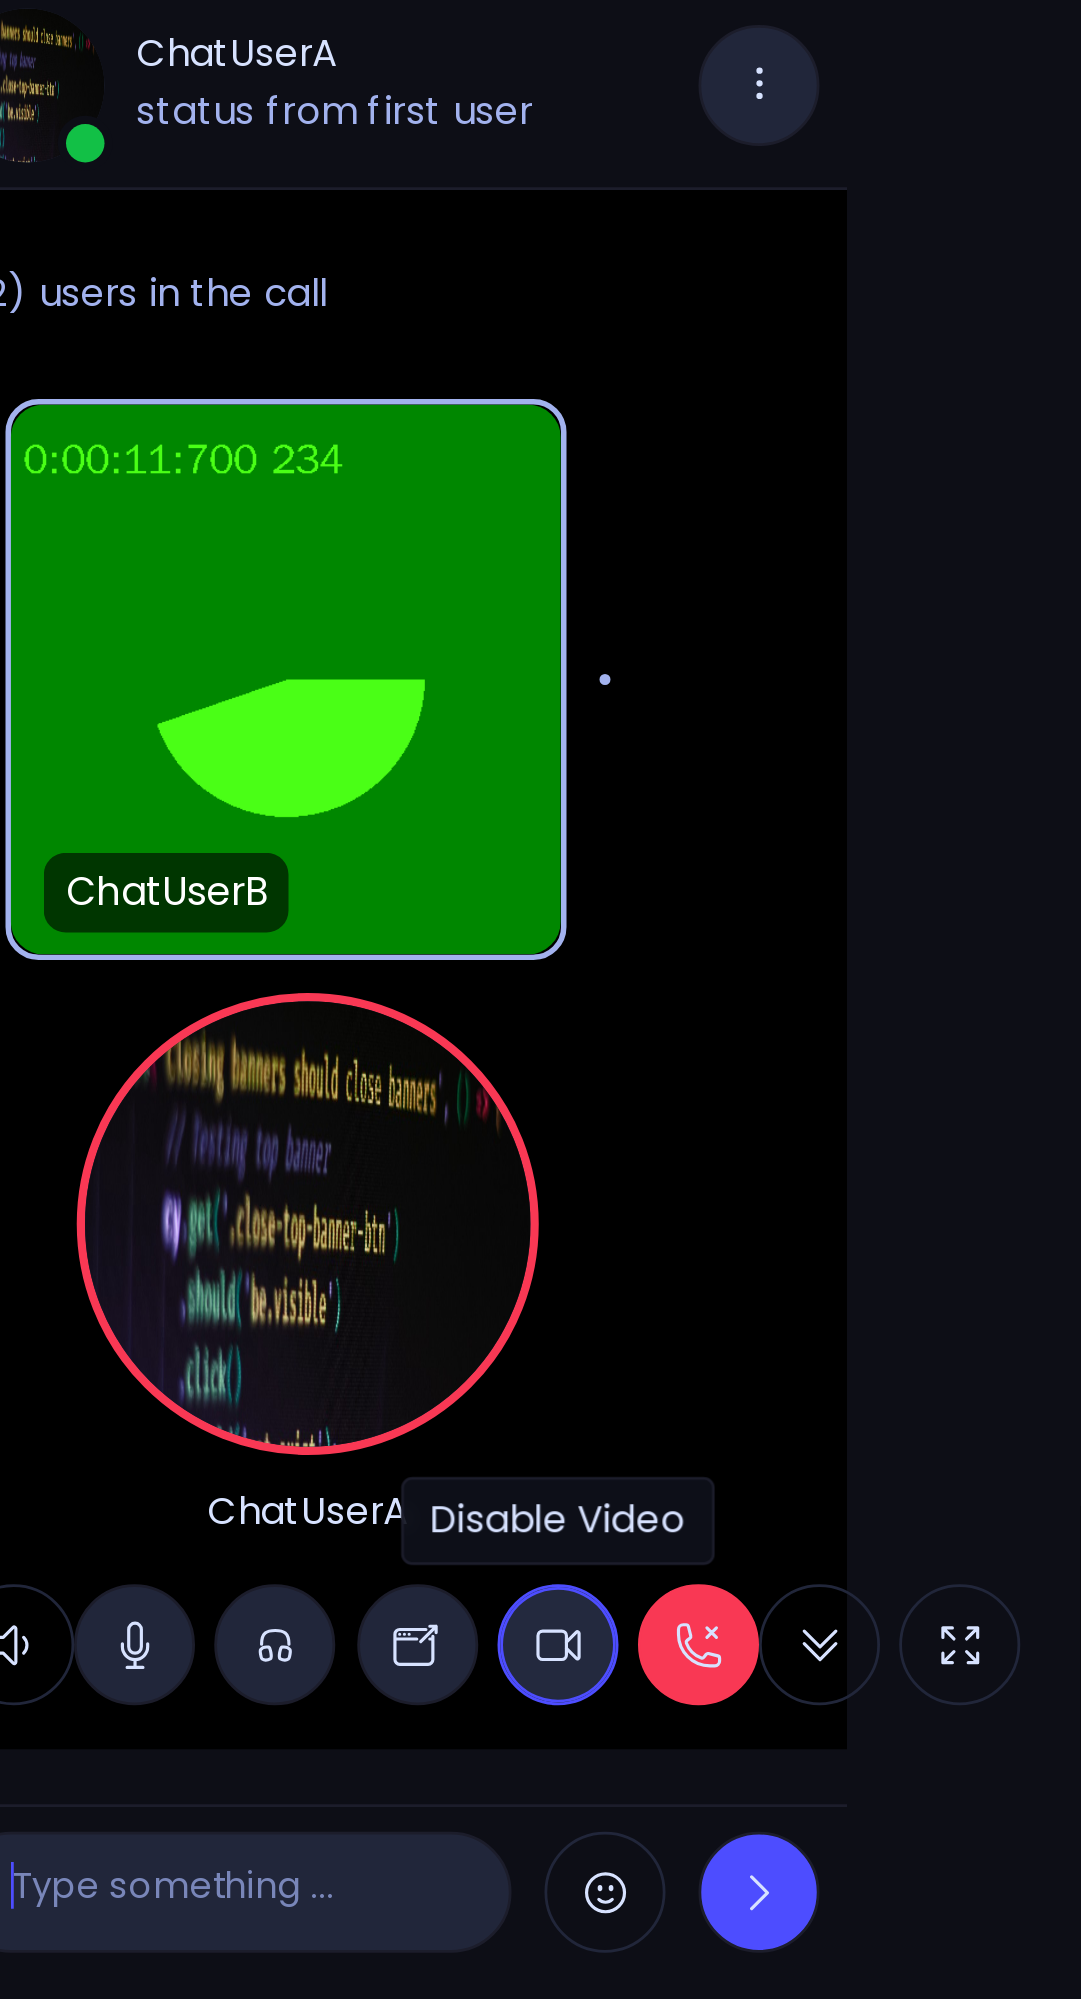 ChatUserA
status from first user
2) users in the call
0:00:11:700 234
ChatUserB
closing banners should close banners', ()
// Testing top banner
cy.get('.close-top-banner-btn')
.should('be.visible')
.click()
ChatUserA
Disable Video
Type something ...